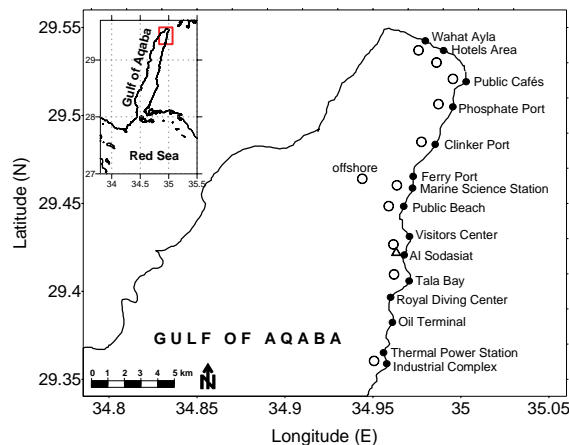 29.55
29.5
29.45
29.4
29.35
Latitude (N)
34.8
34.85
34.9
34.95
35
35.05
Longitude (E)
29
28
27
34
34.5
35
35.5
Gulf of Aqaba
Red Sea
Wahat Ayla
Hotels Area
Public Cafés
Phosphate Port
Clinker Port
offshore
Ferry Port
Marine Science Station
Public Beach
Visitors Center
Al Sodasiat
Tala Bay
Royal Diving Center
Oil Terminal
Thermal Power Station
Industrial Complex
GULF OF AQABA
0 1 2 3 4 5 km
N